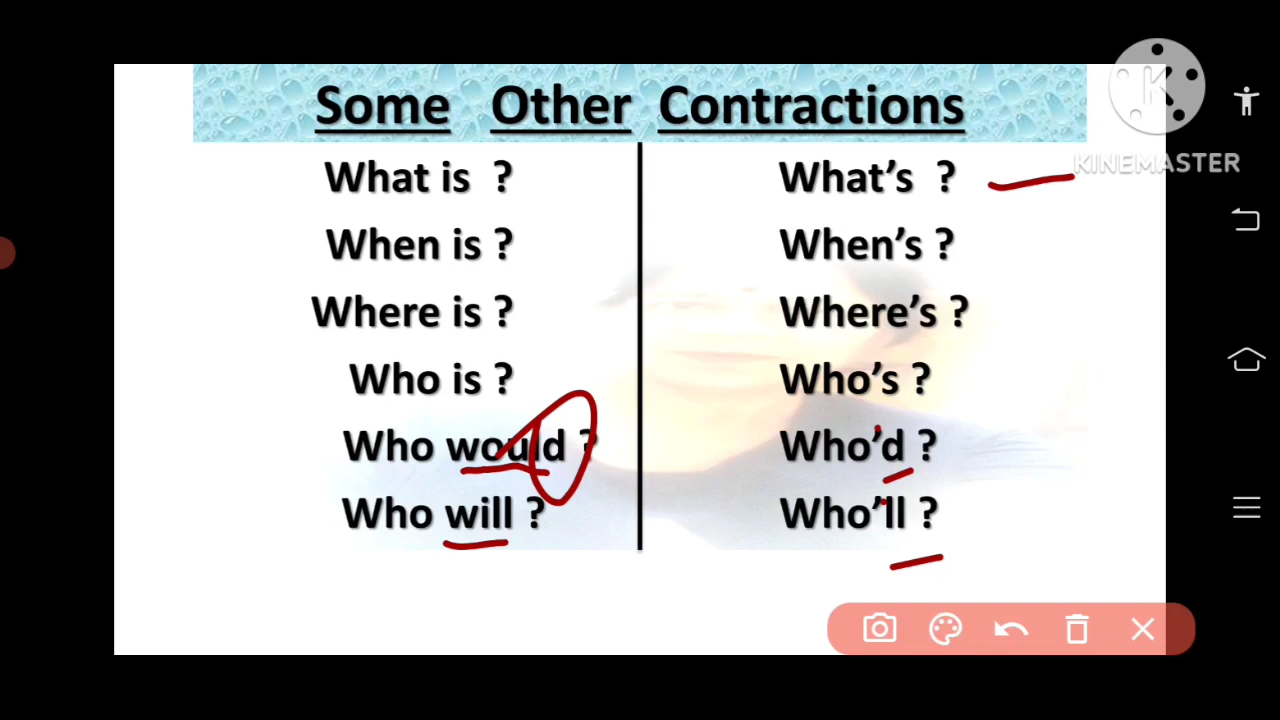 Some Other Contractions
What is ? What's ?
When is ? When's ?
Where is ? Where's ?
Who is ? Who's ?
Who would ? Who'd ?
Who will ? Who'll ?
K
KINEMASTER